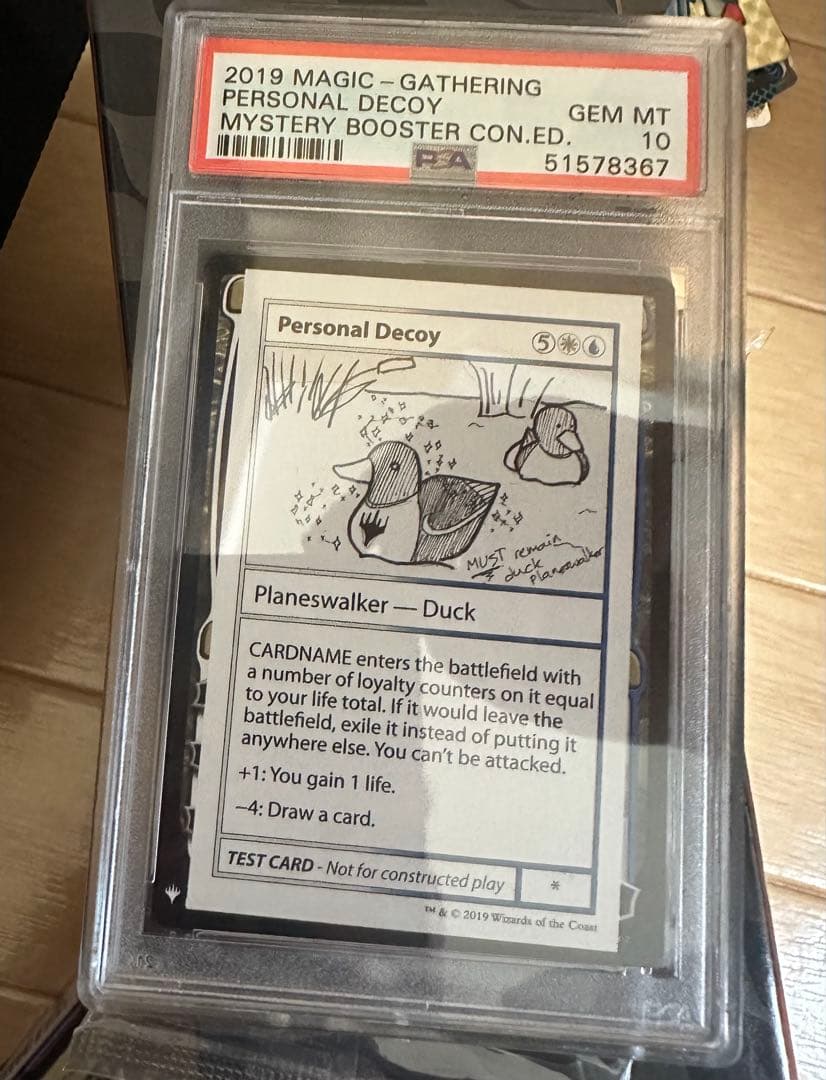 2019 MAGIC - GATHERING
PERSONAL DECOY GEM MT
MYSTERY BOOSTER CON.ED. 10
PSA 51578367
Personal Decoy 5
MUST remain
duck
planeswalker
Planeswalker — Duck
CARDNAME enters the battlefield with
a number of loyalty counters on it equal
to your life total. If it would leave the
battlefield, exile it instead of putting it
anywhere else. You can't be attacked.
+1: You gain 1 life.
−4: Draw a card.
TEST CARD - Not for constructed play *
™ & © 2019 Wizards of the Coast